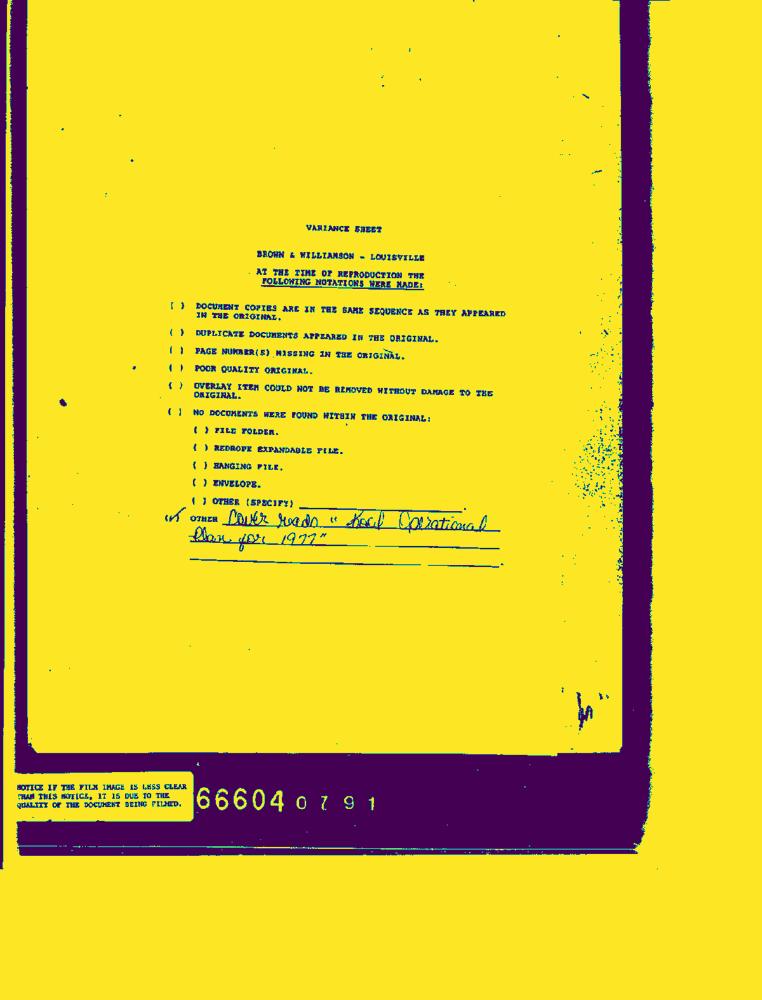 VARIANCE SHEET
BROWN & WILLIAMSON - LOUISVILLE
AT THE TIME OF REPRODUCTION THE
FOLLOWING NOTATIONS WERE MADE:
( ) DOCUMENT COPIES ARE IN THE SAME SEQUENCE AS THEY APPEARED
IN THE ORIGINAL.
( ) DUPLICATE DOCUMENTS APPEARED IN THE ORIGINAL.
( ) PAGE NUMBER(S) MISSING IN THE ORIGINAL.
( ) POOR QUALITY ORIGINAL.
( ) OVERLAY ITEM COULD NOT BE REMOVED WITHOUT DAMAGE TO THE
ORIGINAL.
( ) NO DOCUMENTS WERE FOUND WITHIN THE ORIGINAL:
( ) FILE FOLDER.
( ) REDROPE EXPANDABLE FILE.
( ) HANGING FILE.
( ) ENVELOPE.
( ) OTHER (SPECIFY)
(✓) OTHER Cover reads " Kool Operational
Plan for 1977"
NOTICE IF THE FILM IMAGE IS LESS CLEAR
THAN THIS NOTICE, IT IS DUE TO THE
QUALITY OF THE DOCUMENT BEING FILMED.
666040791